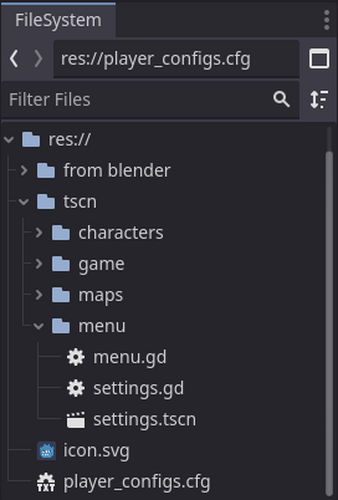 FileSystem
res://player_configs.cfg
Filter Files
res://
from blender
tscn
characters
game
maps
menu
menu.gd
settings.gd
settings.tscn
icon.svg
player_configs.cfg